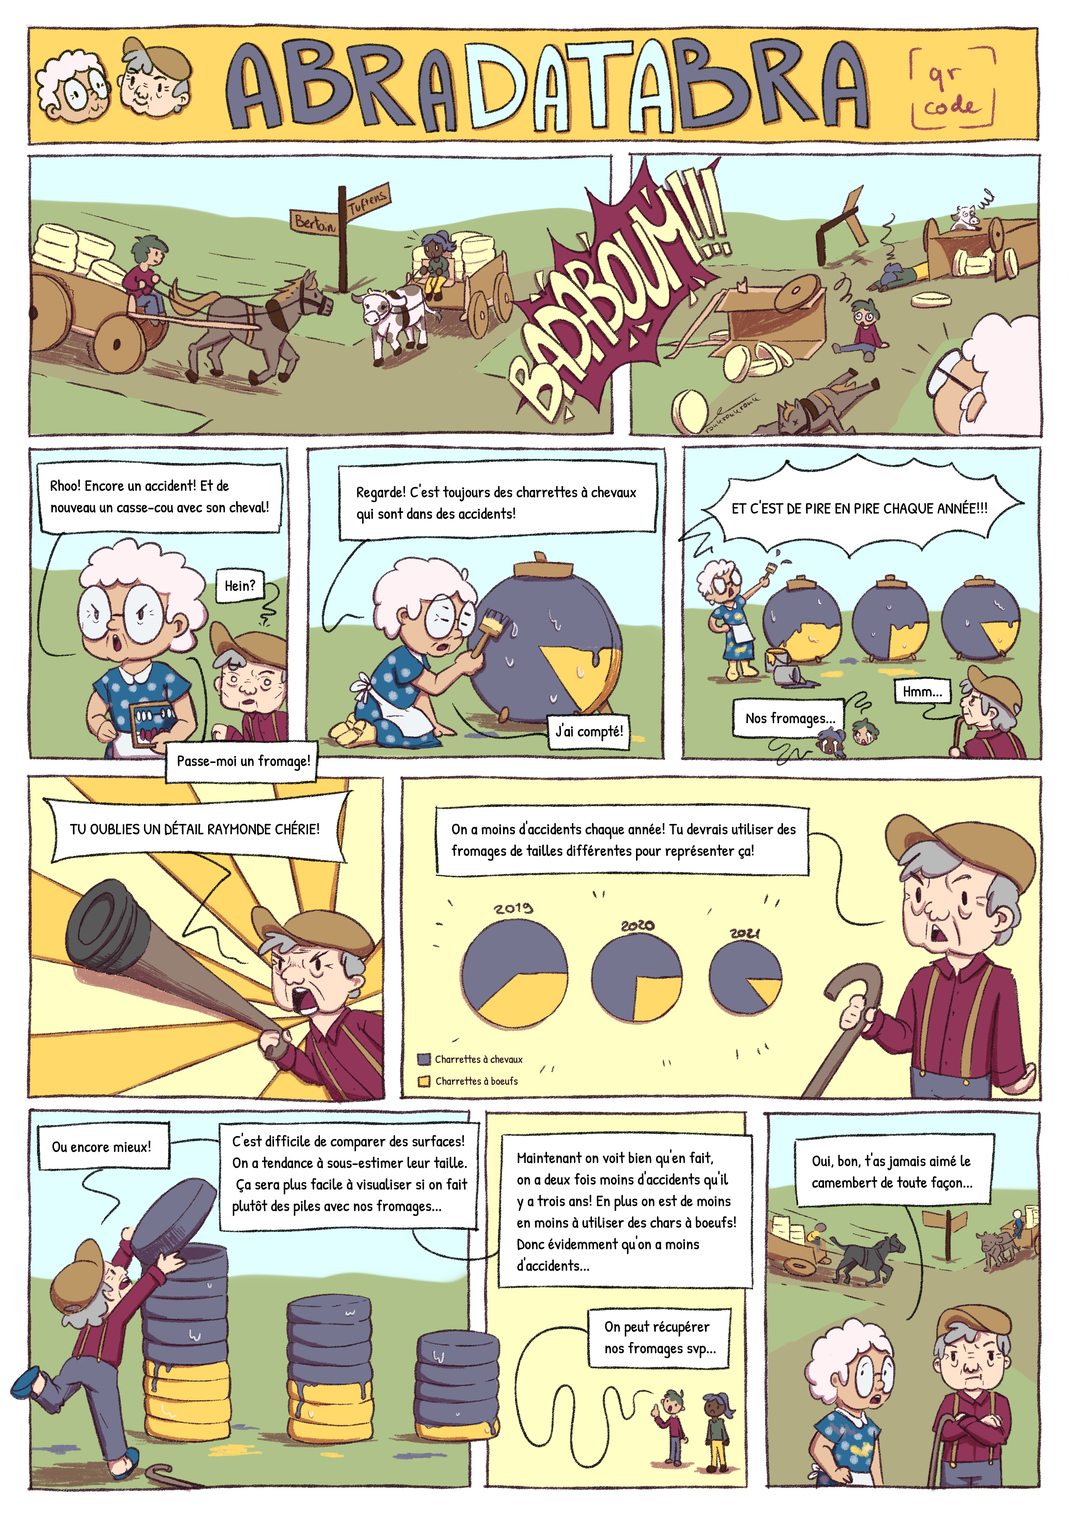 ABRADATABRA
qr
code
Berbin
Tuftens
BADABOUM!!!
Rhoo! Encore un accident! Et de
nouveau un casse-cou avec son cheval!
Hein?
Passe-moi un fromage!
Regarde! C'est toujours des charrettes à chevaux
qui sont dans des accidents!
J'ai compté!
ET C'EST DE PIRE EN PIRE CHAQUE ANNÉE!!!
Nos fromages...
Hmm...
TU OUBLIES UN DÉTAIL RAYMONDE CHÉRIE!
On a moins d'accidents chaque année! Tu devrais utiliser des
fromages de tailles différentes pour représenter ça!
2019
2020
2021
Charrettes à chevaux
Charrettes à boeufs
Ou encore mieux!
C'est difficile de comparer des surfaces!
On a tendance à sous-estimer leur taille.
Ça sera plus facile à visualiser si on fait
plutôt des piles avec nos fromages...
Maintenant on voit bien qu'en fait,
on a deux fois moins d'accidents qu'il
y a trois ans! En plus on est de moins
en moins à utiliser des chars à boeufs!
Donc évidemment qu'on a moins
d'accidents...
On peut récupérer
nos fromages svp...
Oui, bon, t'as jamais aimé le
camembert de toute façon...